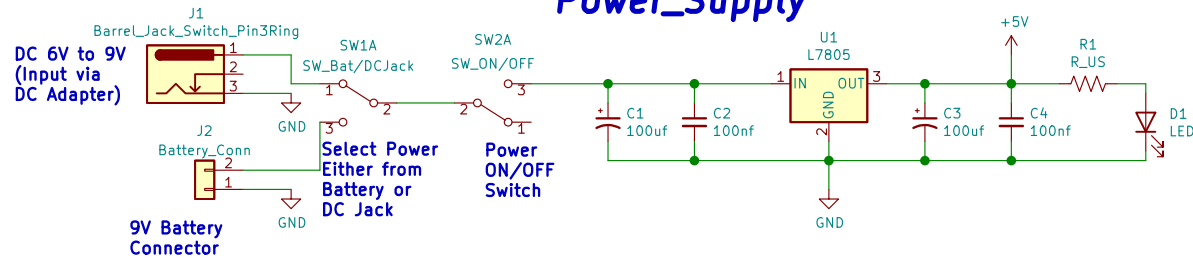 Power_Supply
J1
Barrel_Jack_Switch_Pin3Ring
DC 6V to 9V
(Input via
DC Adapter)
1
2
3
GND
SW1A
SW_Bat/DCJack
1
2
3
Select Power
Either from
Battery or
DC Jack
J2
Battery_Conn
2
1
GND
9V Battery
Connector
SW2A
SW_ON/OFF
3
2
1
Power
ON/OFF
Switch
C1
100uf
C2
100nf
U1
L7805
1
IN
OUT
3
GND
2
GND
C3
100uf
+5V
C4
100nf
R1
R_US
D1
LED